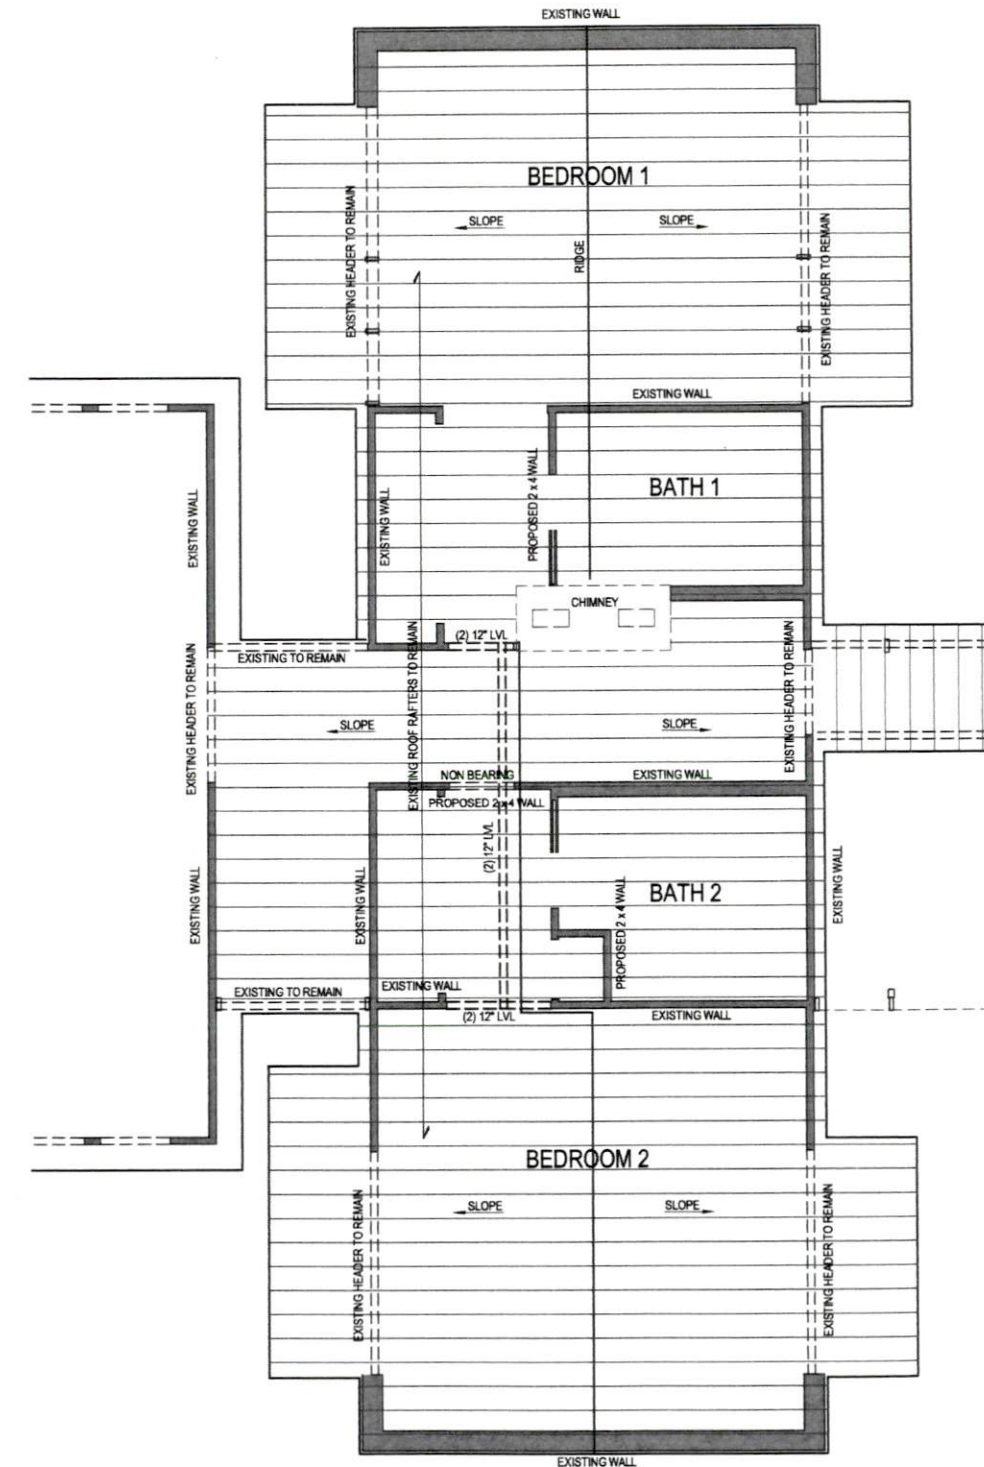 EXISTING WALL
BEDROOM 1
SLOPE
SLOPE
EXISTING HEADER TO REMAIN
RIDGE
EXISTING HEADER TO REMAIN
EXISTING WALL
EXISTING WALL
EXISTING WALL
PROPOSED 2 x 4 WALL
BATH 1
CHIMNEY
(2) 12" LVL
EXISTING TO REMAIN
EXISTING HEADER TO REMAIN
EXISTING ROOF RAFTERS TO REMAIN
SLOPE
SLOPE
EXISTING HEADER TO REMAIN
NON BEARING
EXISTING WALL
PROPOSED 2 x 4 WALL
(2) 12" LVL
EXISTING WALL
EXISTING WALL
BATH 2
PROPOSED 2 x 4 WALL
EXISTING WALL
EXISTING WALL
EXISTING TO REMAIN
(2) 12" LVL
EXISTING WALL
BEDROOM 2
SLOPE
SLOPE
EXISTING HEADER TO REMAIN
EXISTING HEADER TO REMAIN
EXISTING WALL